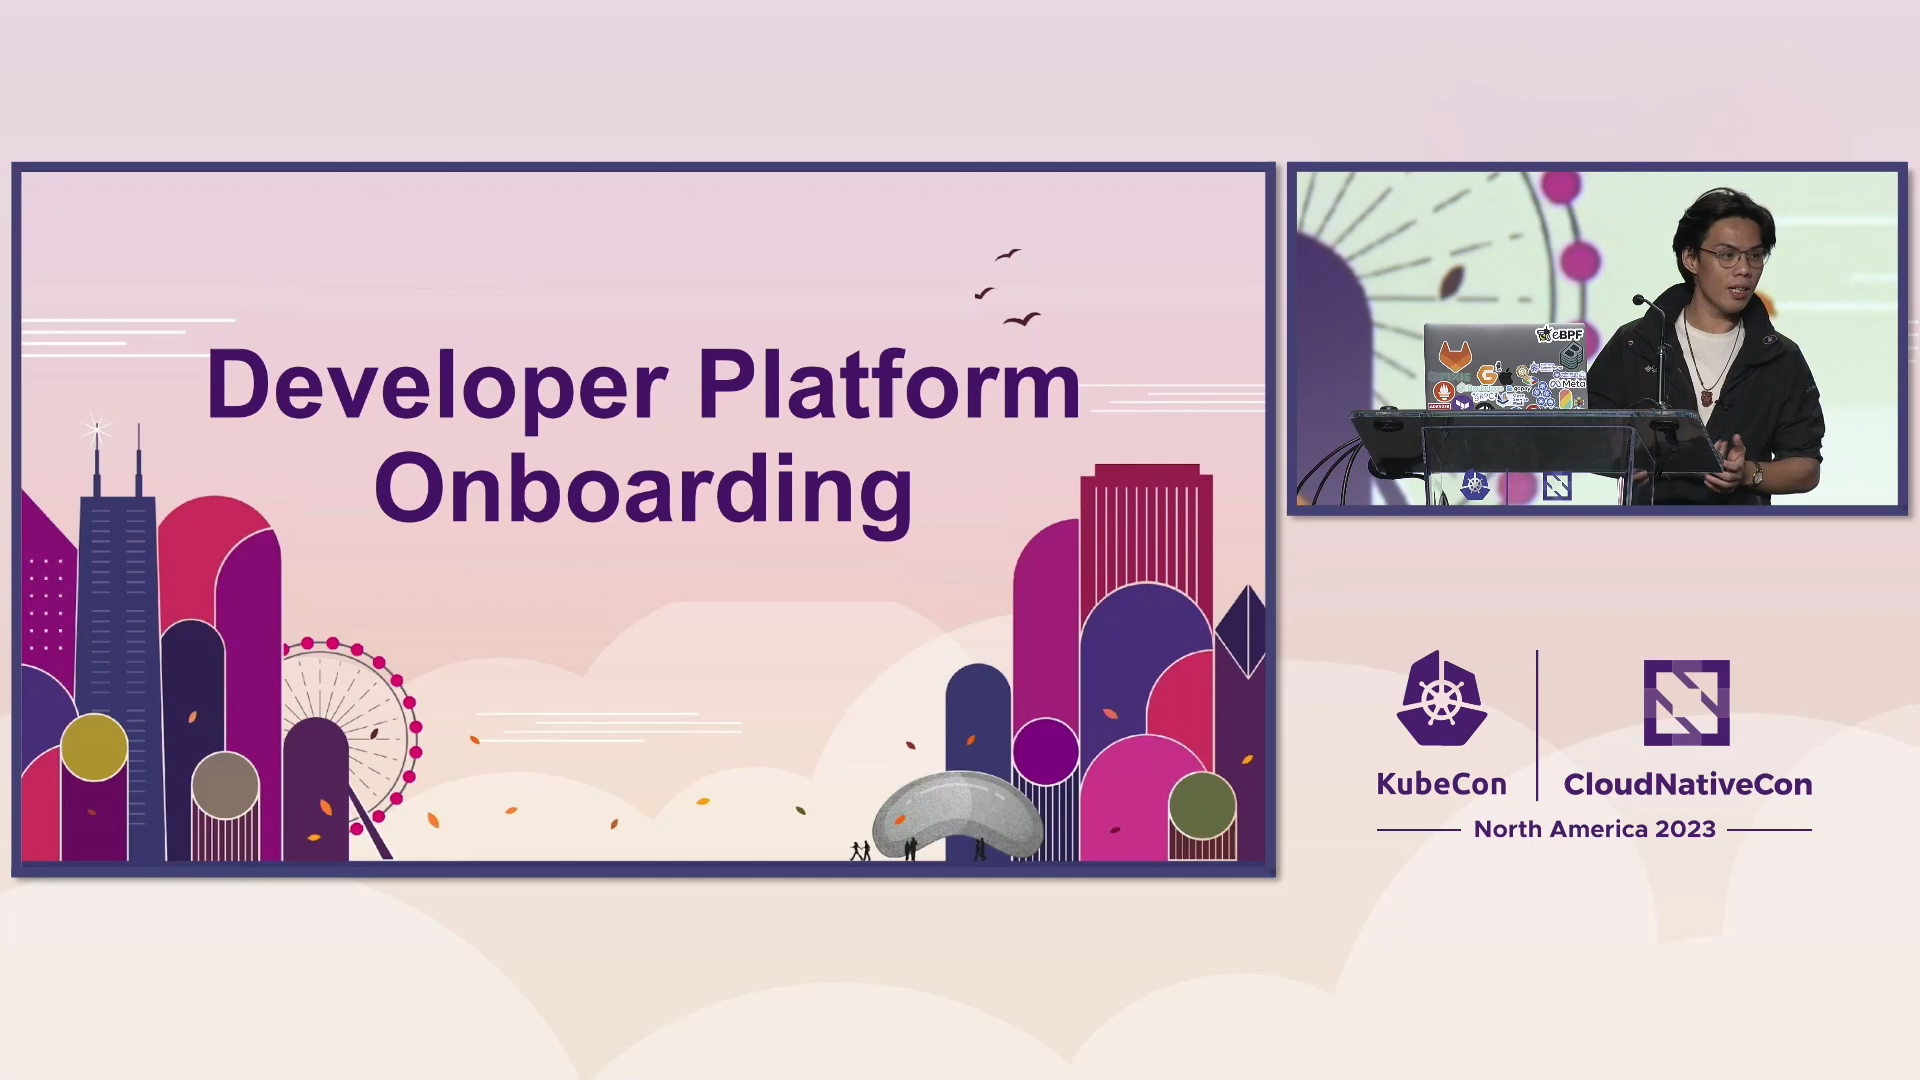 Developer Platform
Onboarding
eBPF
Meta
KubeCon
CloudNativeCon
North America 2023